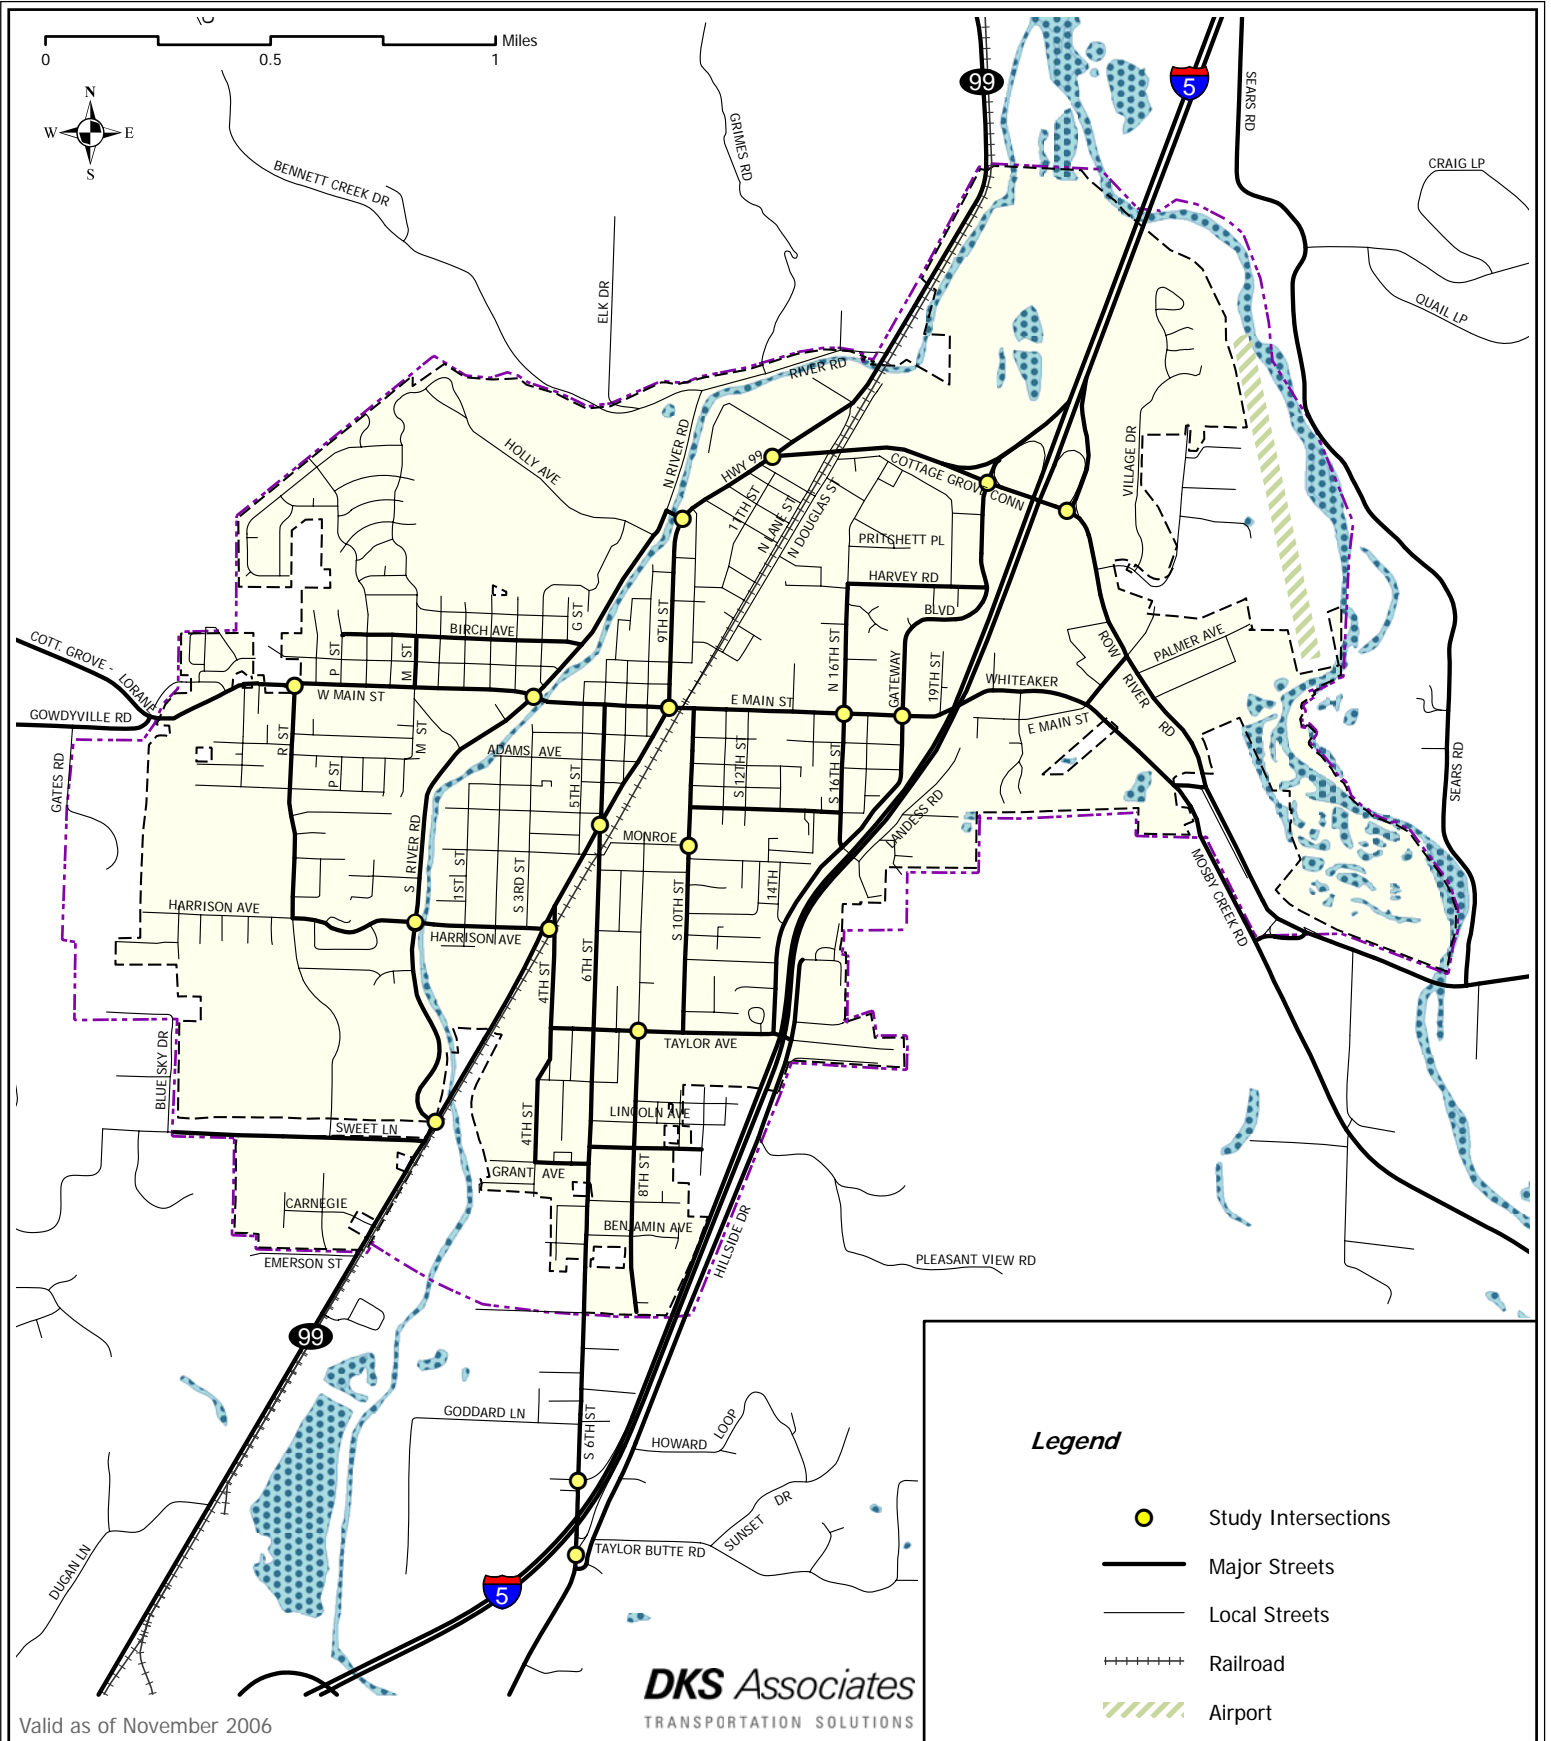 Miles
0 0.5 1
N
W E
S
99
5
SEARS RD
GRIMES RD
CRAIG LP
BENNETT CREEK DR
ELK DR
QUAIL LP
RIVER RD
N RIVER RD
HOLLY AVE
HWY 99
COTTAGE GROVE CONN
VILLAGE DR
11TH ST
N LANE ST
N DOUGLAS ST
PRITCHETT PL
HARVEY RD
BLVD
G ST
9TH ST
BIRCH AVE
P ST
M ST
N 16TH ST
GATEWAY
19TH ST
ROW
RIVER
RD
PALMER AVE
COTT. GROVE - LORANE
GOWDYVILLE RD
W MAIN ST
E MAIN ST
WHITEAKER
E MAIN ST
GATES RD
R ST
P ST
M ST
ADAMS AVE
5TH ST
S 12TH ST
S 16TH ST
LANDESS RD
SEARS RD
S RIVER RD
MONROE
1ST ST
S 3RD ST
S 10TH ST
14TH
MOSBY CREEK RD
HARRISON AVE
HARRISON AVE
4TH ST
6TH ST
TAYLOR AVE
BLUE SKY DR
SWEET LN
4TH ST
LINCOLN AVE
GRANT AVE
8TH ST
CARNEGIE
BENJAMIN AVE
HILLSIDE DR
EMERSON ST
PLEASANT VIEW RD
99
GODDARD LN
S 6TH ST
HOWARD
LOOP
SUNSET
DR
TAYLOR BUTTE RD
DUGAN LN
5
Legend
Study Intersections
Major Streets
Local Streets
Railroad
Airport
DKS Associates
TRANSPORTATION SOLUTIONS
Valid as of November 2006